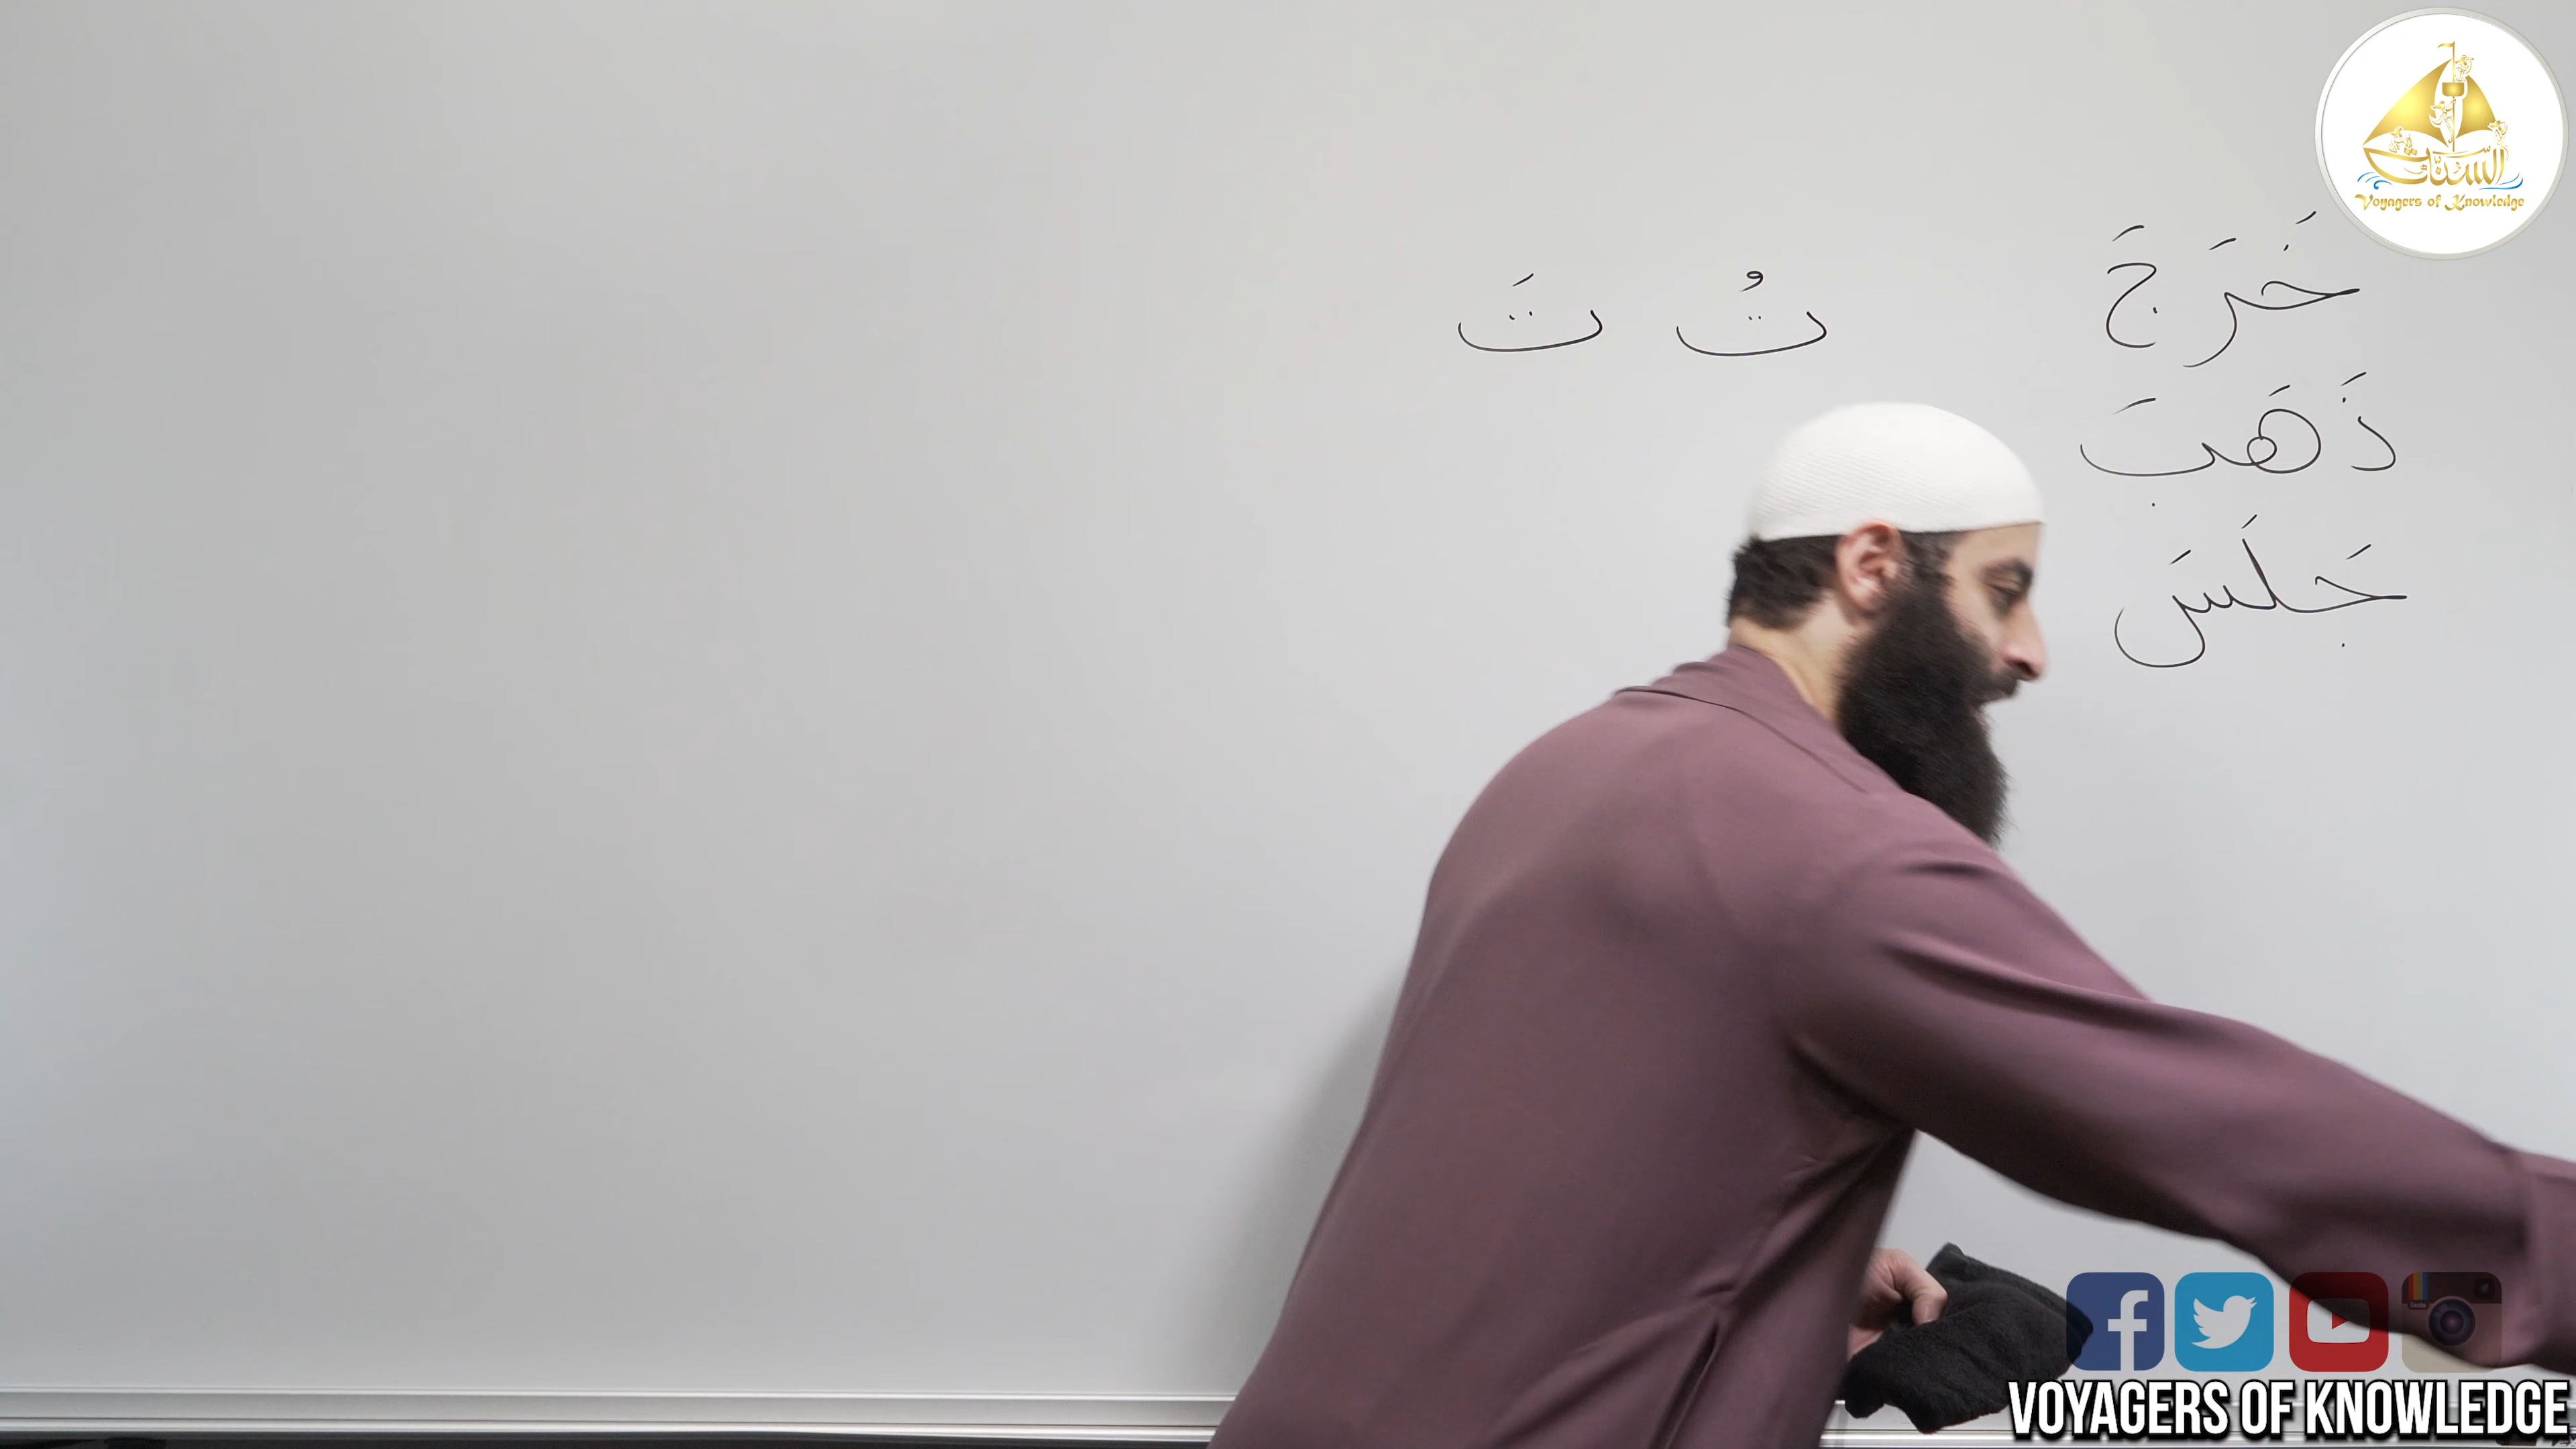 خَرَجَ تُ تَ
ذَهَبَ
جَلَسَ
Voyagers of Knowledge
VOYAGERS OF KNOWLEDGE